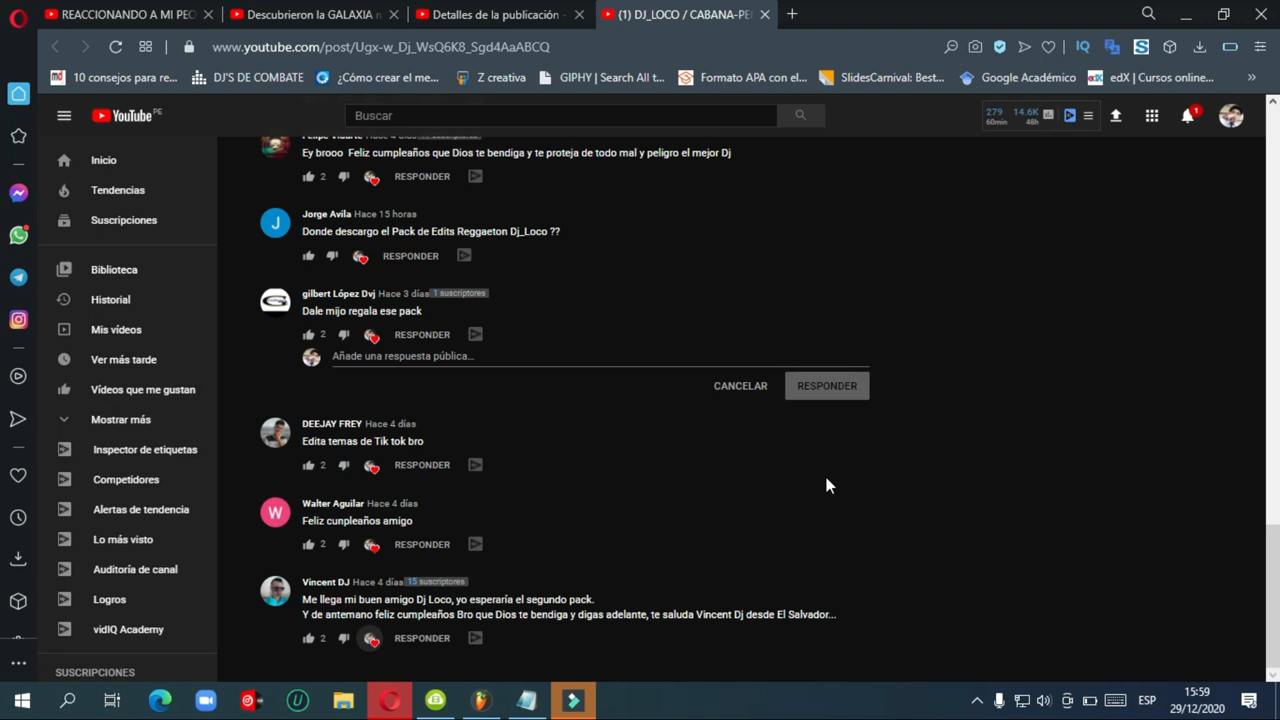 REACCIONANDO A MI PEO
Descubrieron la GALAXIA
Detalles de la publicación -
(1) DJ_LOCO / CABANA-PE
www.youtube.com/post/Ugx-w_Dj_WsQ6K8_Sgd4AaABCQ
10 consejos para re...
DJ'S DE COMBATE
¿Cómo crear el me...
Z creativa
GIPHY | Search All t...
Formato APA con el...
SlidesCarnival: Best...
Google Académico
edX | Cursos online...
YouTube PE
Buscar
279
60min
14.6K
48h
1
Inicio
Tendencias
Suscripciones
Biblioteca
Historial
Mis vídeos
Ver más tarde
Vídeos que me gustan
Mostrar más
Inspector de etiquetas
Competidores
Alertas de tendencia
Lo más visto
Auditoría de canal
Logros
vidIQ Academy
SUSCRIPCIONES
Ey brooo Feliz cumpleaños que Dios te bendiga y te proteja de todo mal y peligro el mejor Dj
2 RESPONDER
Jorge Avila Hace 15 horas
Donde descargo el Pack de Edits Reggaeton Dj_Loco ??
RESPONDER
gilbert López Dvj Hace 3 días 1 suscriptores
Dale mijo regala ese pack
2 RESPONDER
Añade una respuesta pública...
CANCELAR RESPONDER
DEEJAY FREY Hace 4 días
Edita temas de Tik tok bro
2 RESPONDER
Walter Aguilar Hace 4 días
Feliz cunpleaños amigo
2 RESPONDER
Vincent DJ Hace 4 días 15 suscriptores
Me llega mi buen amigo Dj Loco, yo esperaría el segundo pack.
Y de antemano feliz cumpleaños Bro que Dios te bendiga y digas adelante, te saluda Vincent Dj desde El Salvador...
2 RESPONDER
ESP
15:59
29/12/2020